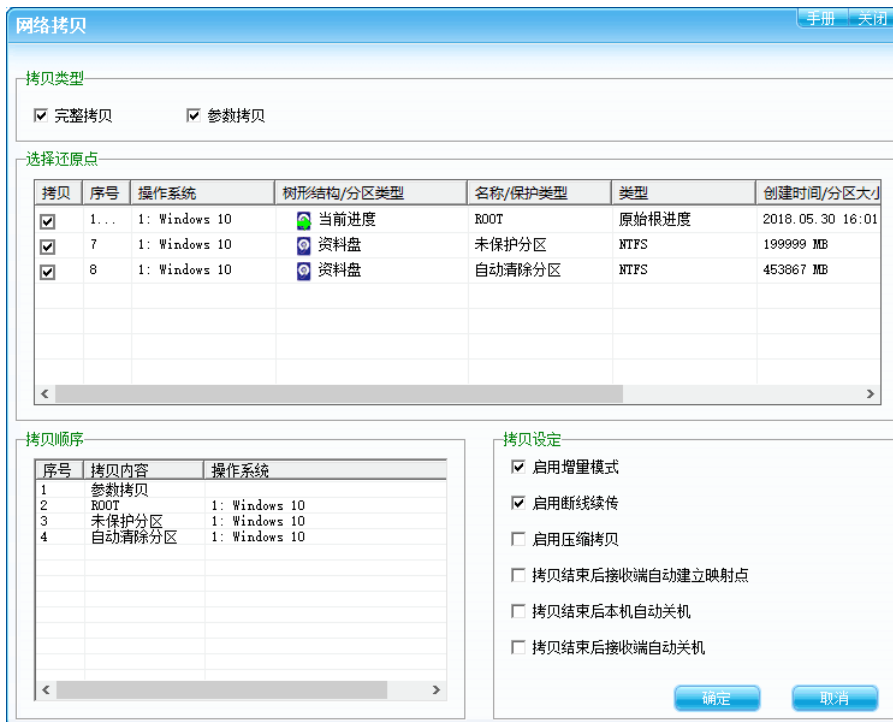 网络拷贝 手册 关闭
拷贝类型
完整拷贝 参数拷贝
选择还原点
拷贝 序号 操作系统 树形结构/分区类型 名称/保护类型 类型 创建时间/分区大小
1... 1: Windows 10 当前进度 ROOT 原始根进度 2018.05.30 16:01
7 1: Windows 10 资料盘 未保护分区 NTFS 199999 MB
8 1: Windows 10 资料盘 自动清除分区 NTFS 453867 MB
拷贝顺序
序号 拷贝内容 操作系统
1 参数拷贝
2 ROOT 1: Windows 10
3 未保护分区 1: Windows 10
4 自动清除分区 1: Windows 10
拷贝设定
启用增量模式
启用断线续传
启用压缩拷贝
拷贝结束后接收端自动建立映射点
拷贝结束后本机自动关机
拷贝结束后接收端自动关机
确定 取消